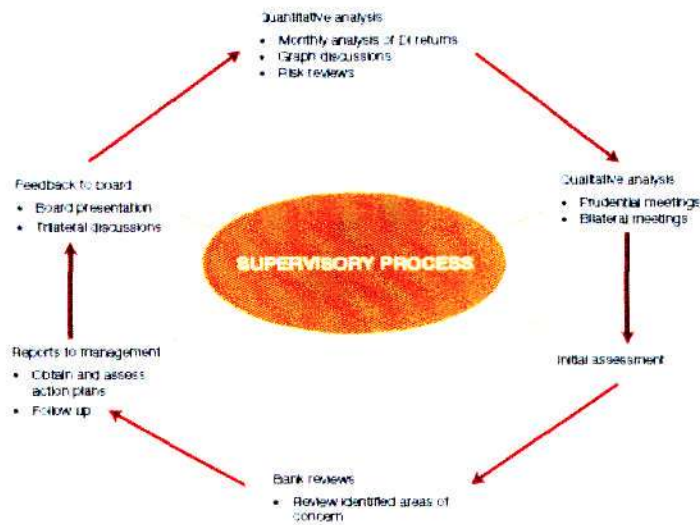 Quantitative analysis
• Monthly analysis of DI returns
• Graph discussions
• Risk reviews
Feedback to board
• Board presentation
• Trilateral discussions
Qualitative analysis
• Prudential meetings
• Bilateral meetings
SUPERVISORY PROCESS
Reports to management
• Obtain and assess
action plans
• Follow up
Initial assessment
Bank reviews
• Review identified areas of
concern